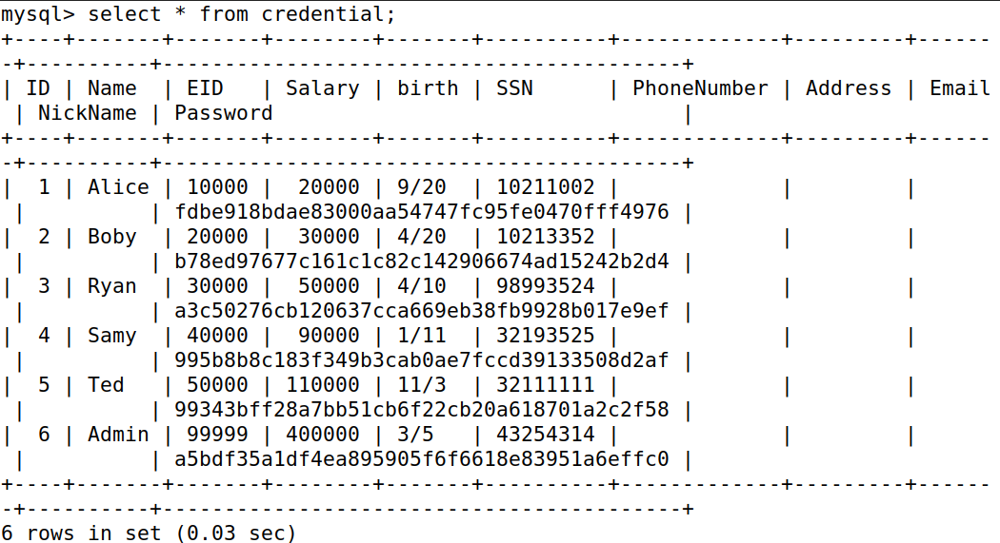 mysql> select * from credential;
+----+-------+-------+--------+-------+----------+-------------+---------+------
-+----------+------------------------------------------+
| ID | Name  | EID   | Salary | birth | SSN      | PhoneNumber | Address | Email
 | NickName | Password                                 |
+----+-------+-------+--------+-------+----------+-------------+---------+------
-+----------+------------------------------------------+
|  1 | Alice | 10000 |  20000 | 9/20  | 10211002 |             |         |
 |          | fdbe918bdae83000aa54747fc95fe0470fff4976 |
|  2 | Boby  | 20000 |  30000 | 4/20  | 10213352 |             |         |
 |          | b78ed97677c161c1c82c142906674ad15242b2d4 |
|  3 | Ryan  | 30000 |  50000 | 4/10  | 98993524 |             |         |
 |          | a3c50276cb120637cca669eb38fb9928b017e9ef |
|  4 | Samy  | 40000 |  90000 | 1/11  | 32193525 |             |         |
 |          | 995b8b8c183f349b3cab0ae7fccd39133508d2af |
|  5 | Ted   | 50000 | 110000 | 11/3  | 32111111 |             |         |
 |          | 99343bff28a7bb51cb6f22cb20a618701a2c2f58 |
|  6 | Admin | 99999 | 400000 | 3/5   | 43254314 |             |         |
 |          | a5bdf35a1df4ea895905f6f6618e83951a6effc0 |
+----+-------+-------+--------+-------+----------+-------------+---------+------
-+----------+------------------------------------------+
6 rows in set (0.03 sec)